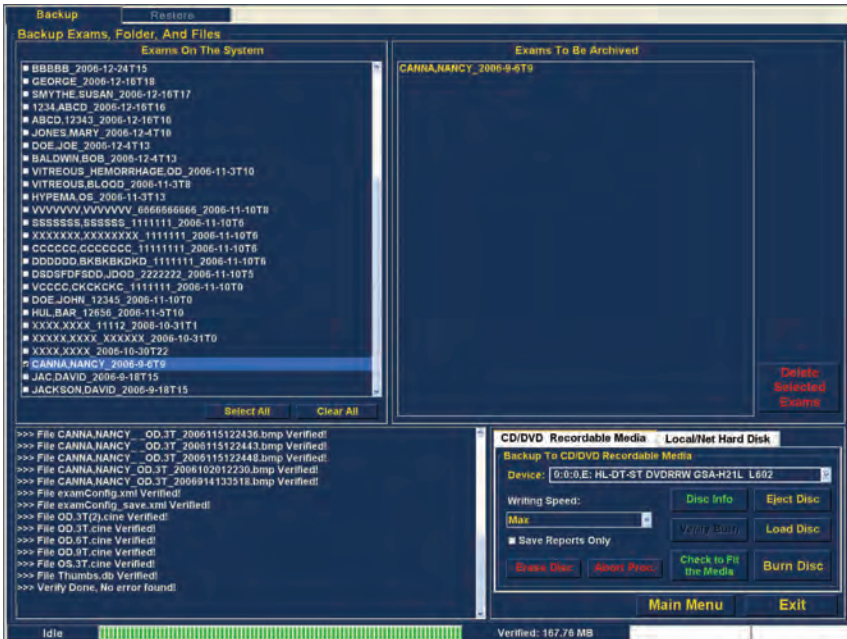 Backup
Restore
Backup Exams, Folder, And Files
Exams On The System
BBBBB_2006-12-24T15
GEORGE_2006-12-16T18
SMYTHE,SUSAN_2006-12-16T17
1234,ABCD_2006-12-16T16
ABCD,12343_2006-12-16T16
JONES,MARY_2006-12-4T16
DOE,JOE_2006-12-4T13
BALDWIN,BOB_2006-12-4T13
VITREOUS_HEMORRHAGE,OD_2006-11-3T10
VITREOUS,BLOOD_2006-11-3T8
HYPEMA,OS_2006-11-3T13
VVVVVVV,VVVVVVV_6666666666_2006-11-10T8
SSSSSSS,SSSSSS_1111111_2006-11-10T6
XXXXXXX,XXXXXXXX_1111111_2006-11-10T6
CCCCCC,CCCCCCC_11111111_2006-11-10T6
DDDDDD,BKBKBKDKD_1111111_2006-11-10T6
DSDSFDFSDD,JDOD_2222222_2006-11-10T5
VCCCC,CKCKCKC_1111111_2006-11-10T0
DOE,JOHN_12345_2006-11-10T0
HUL,BAR_12656_2006-11-5T10
XXXX,XXXX_11112_2006-10-31T1
XXXXX,XXXX_XXXXXX_2006-10-31T0
XXXX,XXXX_2006-10-30T22
CANNA,NANCY_2006-9-6T9
JAC,DAVID_2006-9-18T15
JACKSON,DAVID_2006-9-18T15
Select All
Clear All
Exams To Be Archived
CANNA,NANCY_2006-9-6T9
Delete
Selected
Exams
>>> File CANNA,NANCY__OD.3T_2006115122436.bmp Verified!
>>> File CANNA,NANCY__OD.3T_2006115122443.bmp Verified!
>>> File CANNA,NANCY__OD.3T_2006115122448.bmp Verified!
>>> File CANNA,NANCY_OD.3T_2006102012230.bmp Verified!
>>> File CANNA,NANCY_OD.3T_2006914133518.bmp Verified!
>>> File examConfig.xml Verified!
>>> File examConfig_save.xml Verified!
>>> File OD.3T(2).cine Verified!
>>> File OD.3T.cine Verified!
>>> File OD.6T.cine Verified!
>>> File OD.9T.cine Verified!
>>> File OS.3T.cine Verified!
>>> File Thumbs.db Verified!
>>> Verify Done, No error found!
CD/DVD Recordable Media
Local/Net Hard Disk
Backup To CD/DVD Recordable Media
Device: 0:0:0,E: HL-DT-ST DVDRRW GSA-H21L L602
Writing Speed:
Max
Save Reports Only
Disc Info
Eject Disc
Verify Burn
Load Disc
Erase Disc
Abort Proc.
Check to Fit
the Media
Burn Disc
Main Menu
Exit
Idle
Verified: 167.76 MB